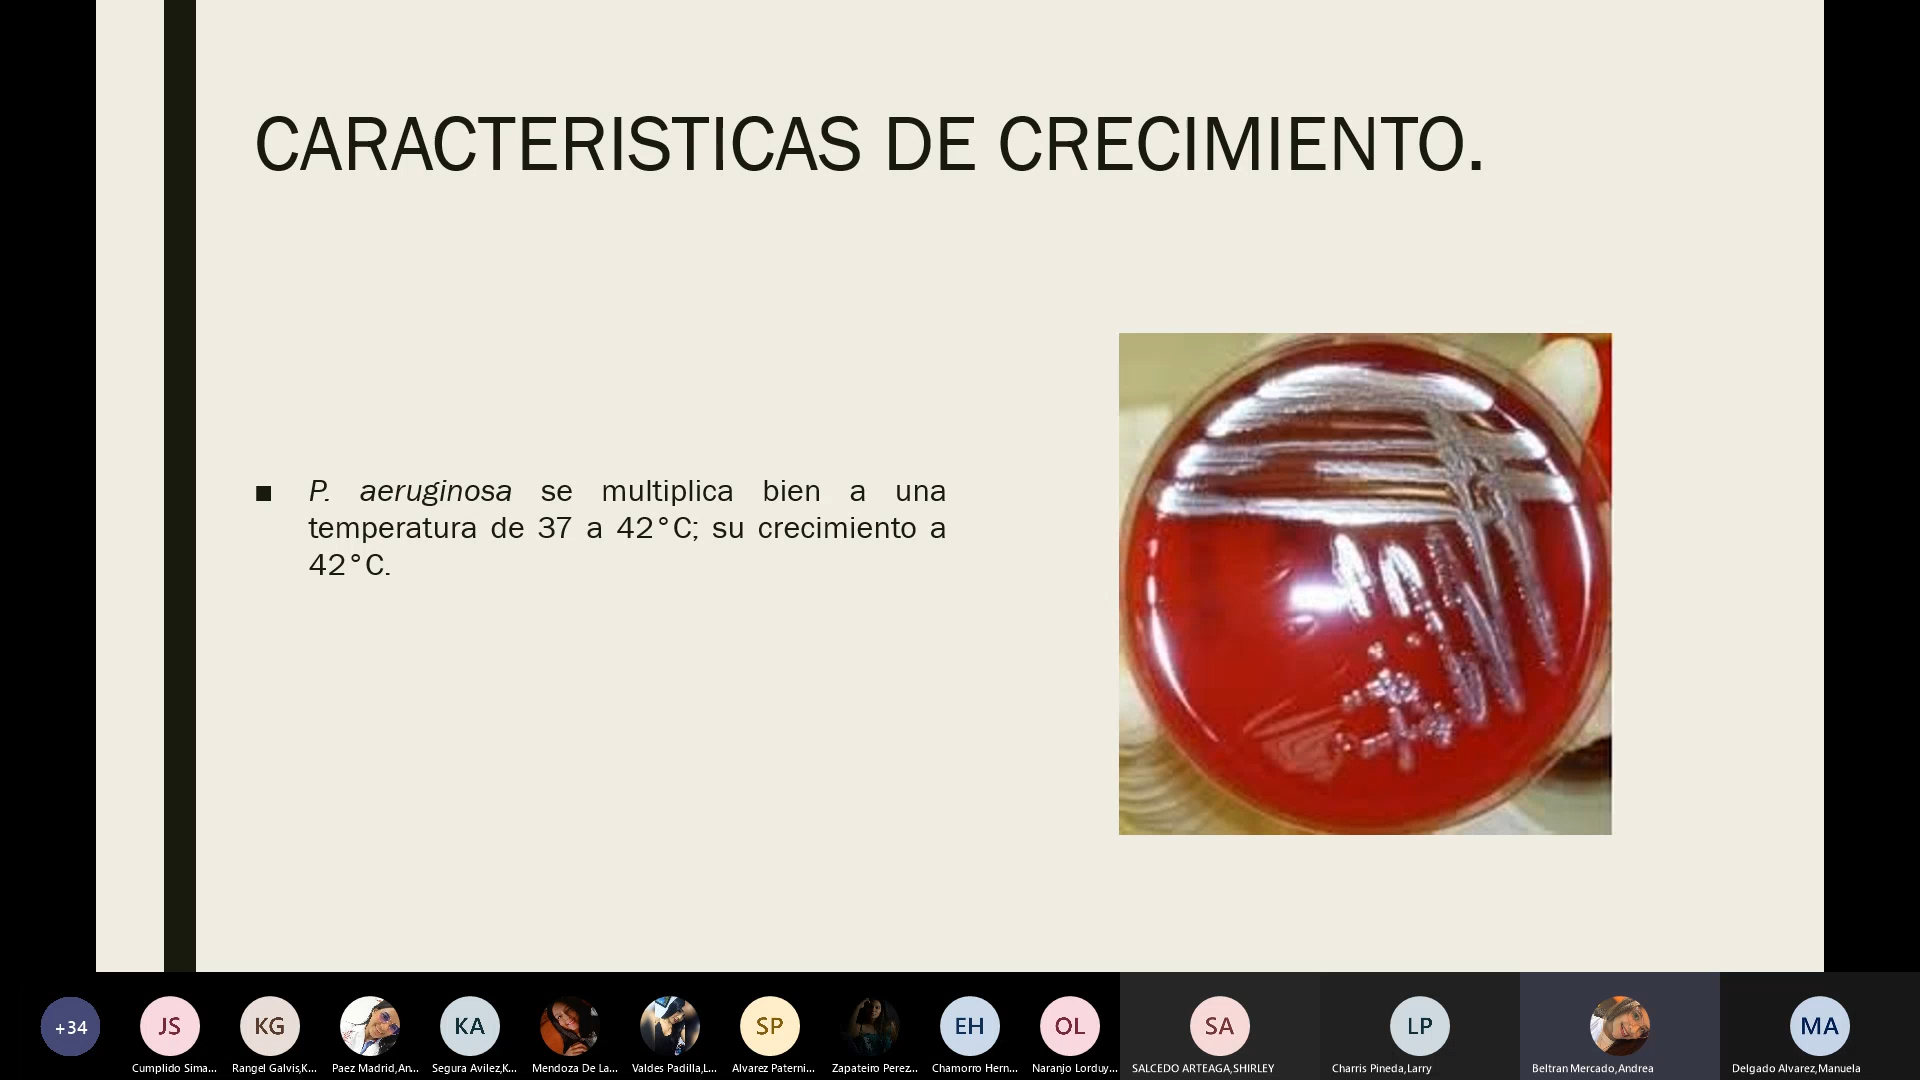 CARACTERISTICAS DE CRECIMIENTO.
■ P. aeruginosa se multiplica bien a una
temperatura de 37 a 42°C; su crecimiento a
42°C.
+34
JS
KG
KA
SP
EH
OL
SA
LP
MA
Cumplido Sima...
Rangel Galvis,K...
Paez Madrid,An...
Segura Avilez,K...
Mendoza De La...
Valdes Padilla,L...
Alvarez Paterni...
Zapateiro Perez...
Chamorro Hern...
Naranjo Lorduy...
SALCEDO ARTEAGA,SHIRLEY
Charris Pineda,Larry
Beltran Mercado,Andrea
Delgado Alvarez,Manuela